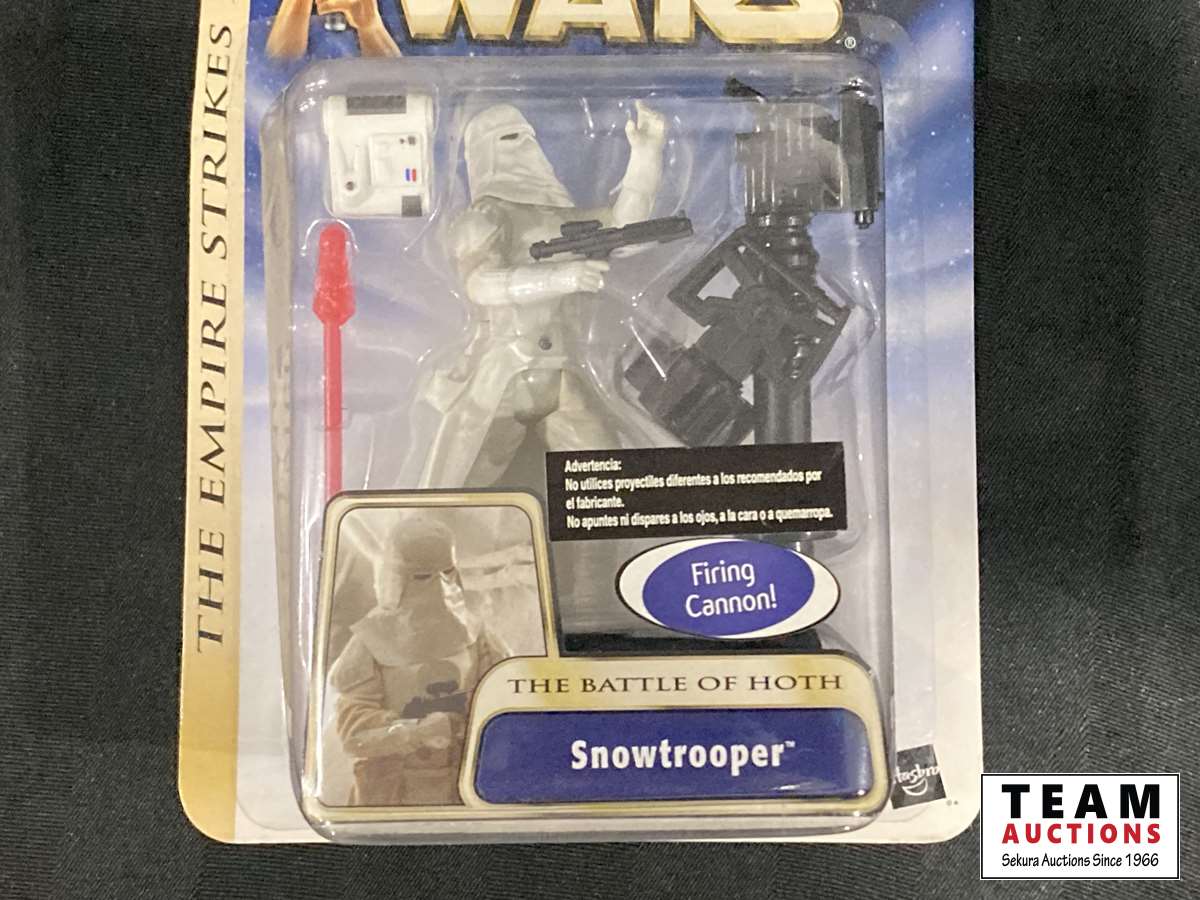 WARS
®
THE EMPIRE STRIKES
Advertencia:
No utilices proyectiles diferentes a los recomendados por
el fabricante.
No apuntes ni dispares a los ojos, a la cara o a quemarropa.
Firing
Cannon!
THE BATTLE OF HOTH
Snowtrooper™
Hasbro
TEAM
AUCTIONS
Sekura Auctions Since 1966